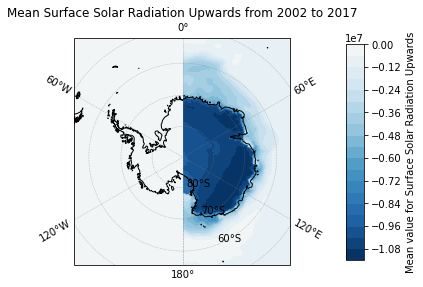 Mean Surface Solar Radiation Upwards from 2002 to 2017
0°
1e7
60°W
60°E
80°S
70°S
60°S
120°W
120°E
180°
0.00
−0.12
−0.24
−0.36
−0.48
−0.60
−0.72
−0.84
−0.96
−1.08
Mean value for Surface Solar Radiation Upwards